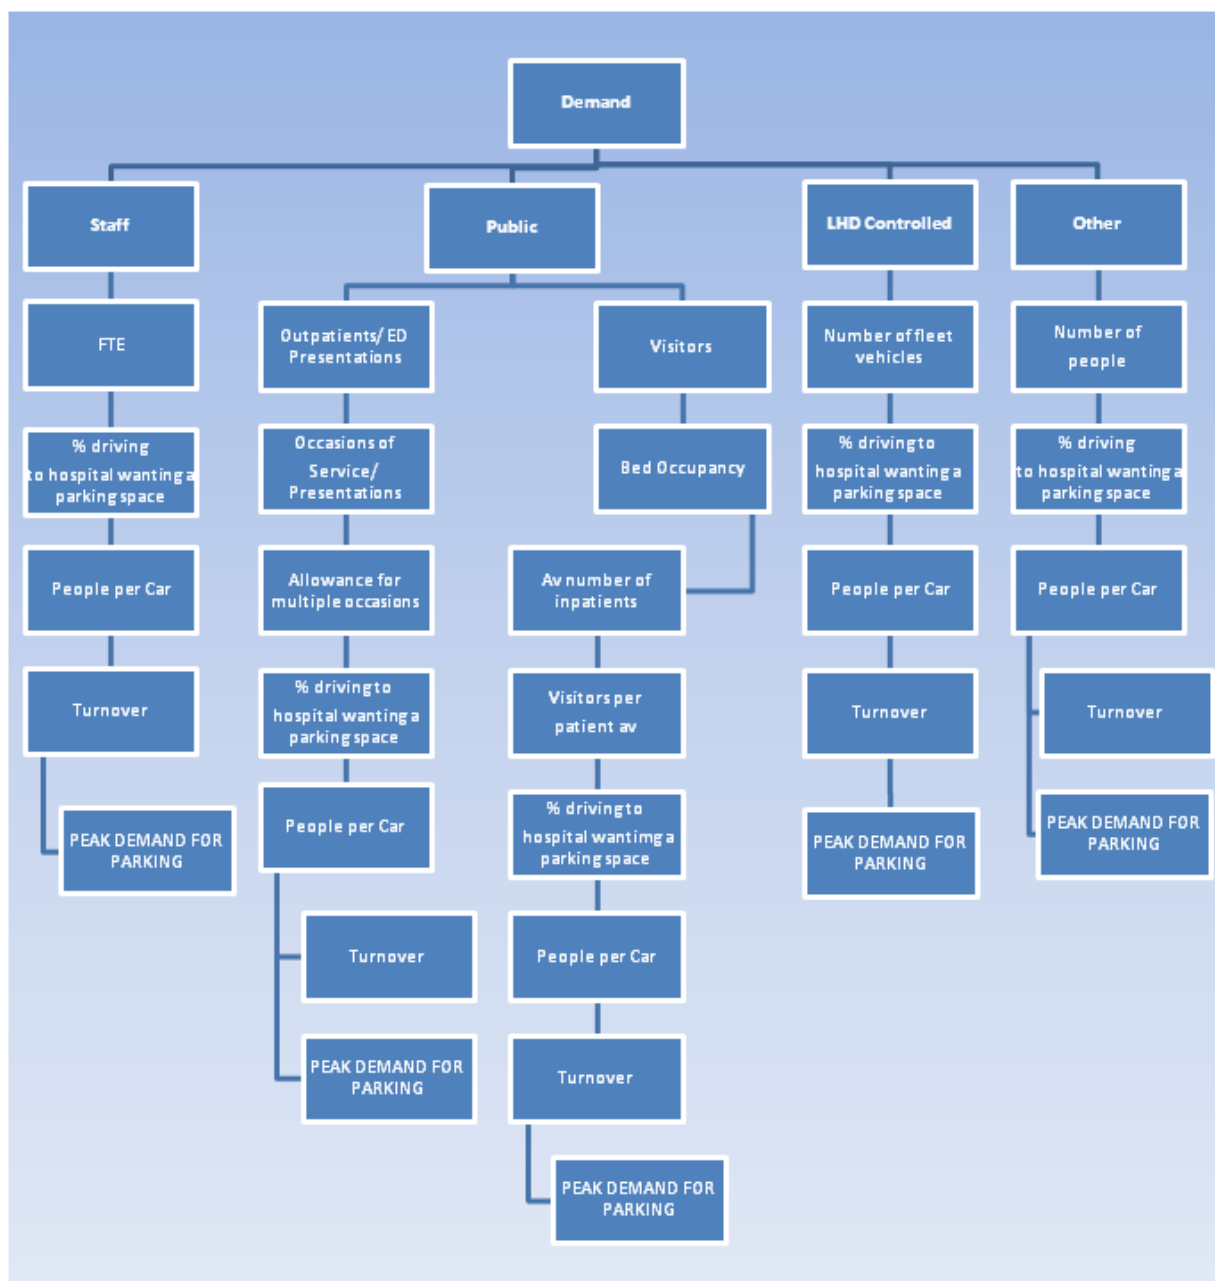 Demand
Staff
Public
LHD Controlled
Other
FTE
Outpatients/ ED
Presentations
Visitors
Number of fleet
vehicles
Number of
people
% driving
to hospital wanting a
parking space
Occasions of
Service/
Presentations
Bed Occupancy
% driving to
hospital wanting a
parking space
% driving
to hospital wanting a
parking space
People per Car
Allowance for
multiple occasions
Av number of
inpatients
People per Car
People per Car
Turnover
% driving to
hospital wanting a
parking space
Visitors per
patient av
Turnover
Turnover
PEAK DEMAND FOR
PARKING
People per Car
% driving to
hospital wantimg a
parking space
PEAK DEMAND FOR
PARKING
PEAK DEMAND FOR
PARKING
Turnover
People per Car
PEAK DEMAND FOR
PARKING
Turnover
PEAK DEMAND FOR
PARKING